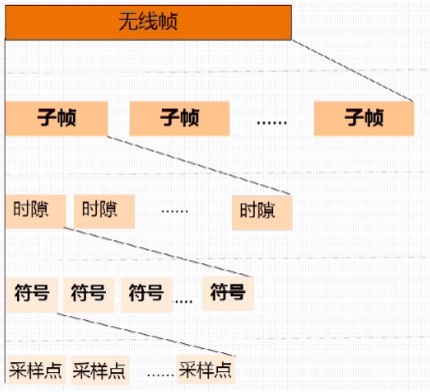 无线帧
子帧 子帧 …… 子帧
时隙 时隙 …… 时隙
符号 符号 符号 …. 符号
采样点 采样点 …… 采样点